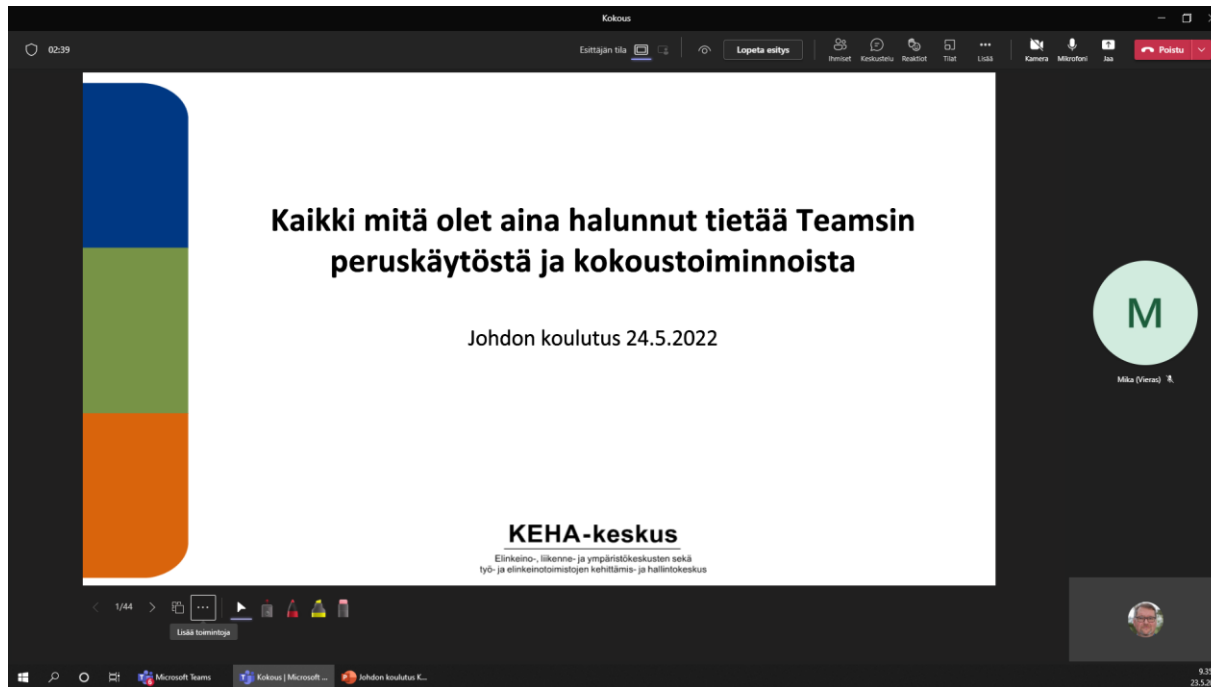 Kokous
02:39
Esittäjän tila
Lopeta esitys
Ihmiset Keskustelu Reaktiot Tilat Lisää
Kamera Mikrofoni Jaa
Poistu
Kaikki mitä olet aina halunnut tietää Teamsin
peruskäytöstä ja kokoustoiminnoista
Johdon koulutus 24.5.2022
M
Mika (Vieras)
KEHA-keskus
Elinkeino-, liikenne- ja ympäristökeskusten sekä
työ- ja elinkeinotoimistojen kehittämis- ja hallintokeskus
1/44
Lisää toimintoja
Microsoft Teams
Kokous | Microsoft ...
Johdon koulutus K...